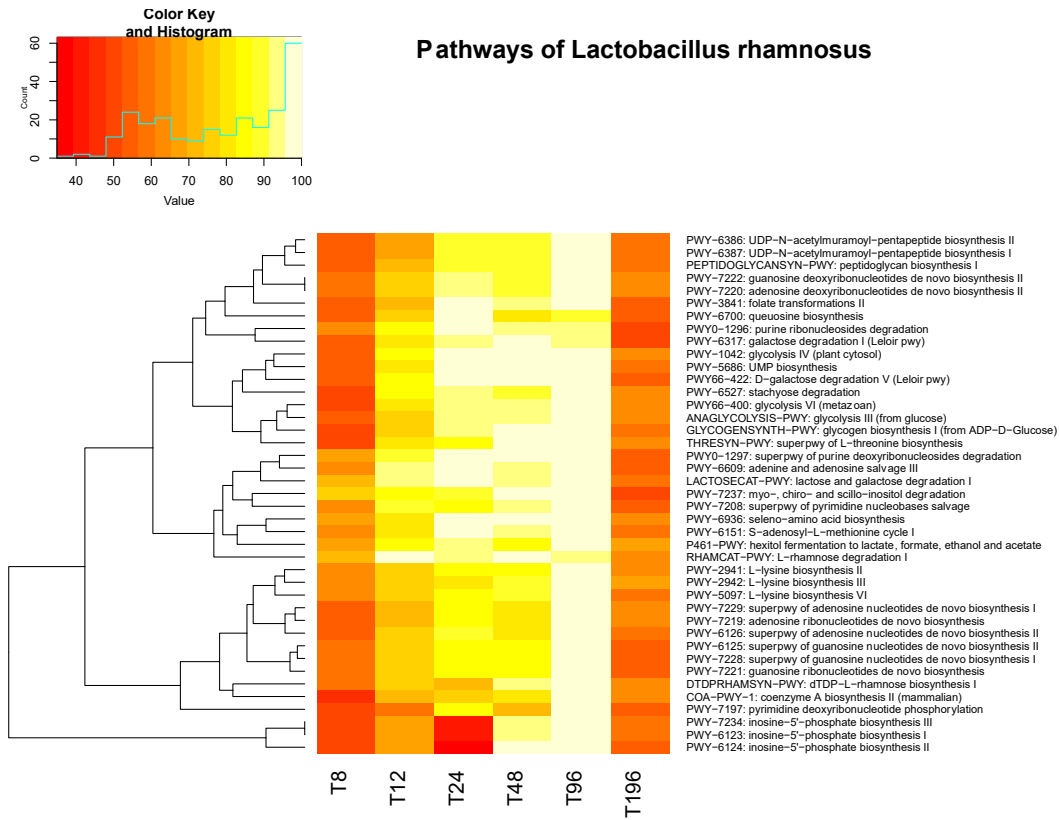 Color Key
and Histogram
Pathways of Lactobacillus rhamnosus
Count
0 20 40 60
40 50 60 70 80 90 100
Value
PWY−6386: UDP−N−acetylmuramoyl−pentapeptide biosynthesis II
PWY−6387: UDP−N−acetylmuramoyl−pentapeptide biosynthesis I
PEPTIDOGLYCANSYN−PWY: peptidoglycan biosynthesis I
PWY−7222: guanosine deoxyribonucleotides de novo biosynthesis II
PWY−7220: adenosine deoxyribonucleotides de novo biosynthesis II
PWY−3841: folate transformations II
PWY−6700: queuosine biosynthesis
PWY0−1296: purine ribonucleosides degradation
PWY−6317: galactose degradation I (Leloir pwy)
PWY−1042: glycolysis IV (plant cytosol)
PWY−5686: UMP biosynthesis
PWY66−422: D−galactose degradation V (Leloir pwy)
PWY−6527: stachyose degradation
PWY66−400: glycolysis VI (metazoan)
ANAGLYCOLYSIS−PWY: glycolysis III (from glucose)
GLYCOGENSYNTH−PWY: glycogen biosynthesis I (from ADP−D−Glucose)
THRESYN−PWY: superpwy of L−threonine biosynthesis
PWY0−1297: superpwy of purine deoxyribonucleosides degradation
PWY−6609: adenine and adenosine salvage III
LACTOSECAT−PWY: lactose and galactose degradation I
PWY−7237: myo−, chiro− and scillo−inositol degradation
PWY−7208: superpwy of pyrimidine nucleobases salvage
PWY−6936: seleno−amino acid biosynthesis
PWY−6151: S−adenosyl−L−methionine cycle I
P461−PWY: hexitol fermentation to lactate, formate, ethanol and acetate
RHAMCAT−PWY: L−rhamnose degradation I
PWY−2941: L−lysine biosynthesis II
PWY−2942: L−lysine biosynthesis III
PWY−5097: L−lysine biosynthesis VI
PWY−7229: superpwy of adenosine nucleotides de novo biosynthesis I
PWY−7219: adenosine ribonucleotides de novo biosynthesis
PWY−6126: superpwy of adenosine nucleotides de novo biosynthesis II
PWY−6125: superpwy of guanosine nucleotides de novo biosynthesis II
PWY−7228: superpwy of guanosine nucleotides de novo biosynthesis I
PWY−7221: guanosine ribonucleotides de novo biosynthesis
DTDPRHAMSYN−PWY: dTDP−L−rhamnose biosynthesis I
COA−PWY−1: coenzyme A biosynthesis II (mammalian)
PWY−7197: pyrimidine deoxyribonucleotide phosphorylation
PWY−7234: inosine−5'−phosphate biosynthesis III
PWY−6123: inosine−5'−phosphate biosynthesis I
PWY−6124: inosine−5'−phosphate biosynthesis II
T8 T12 T24 T48 T96 T196